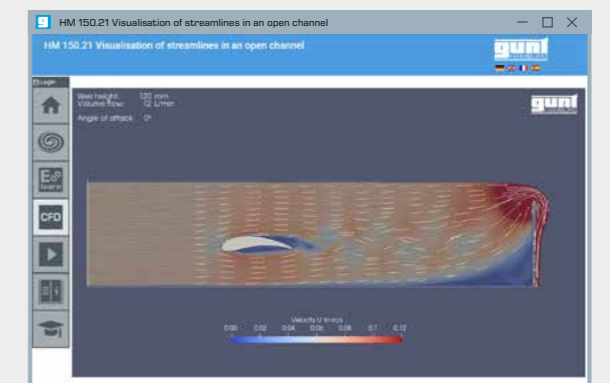 HM 150.21 Visualisation of streamlines in an open channel
HM 150.21 Visualisation of streamlines in an open channel
gunt
Login
Weir height: 120 mm
Volume flow: 12 L/min
Angle of attack: 0°
gunt
E
learn
CFD
Velocity U in m/s
0.00 0.02 0.04 0.06 0.08 0.1 0.12